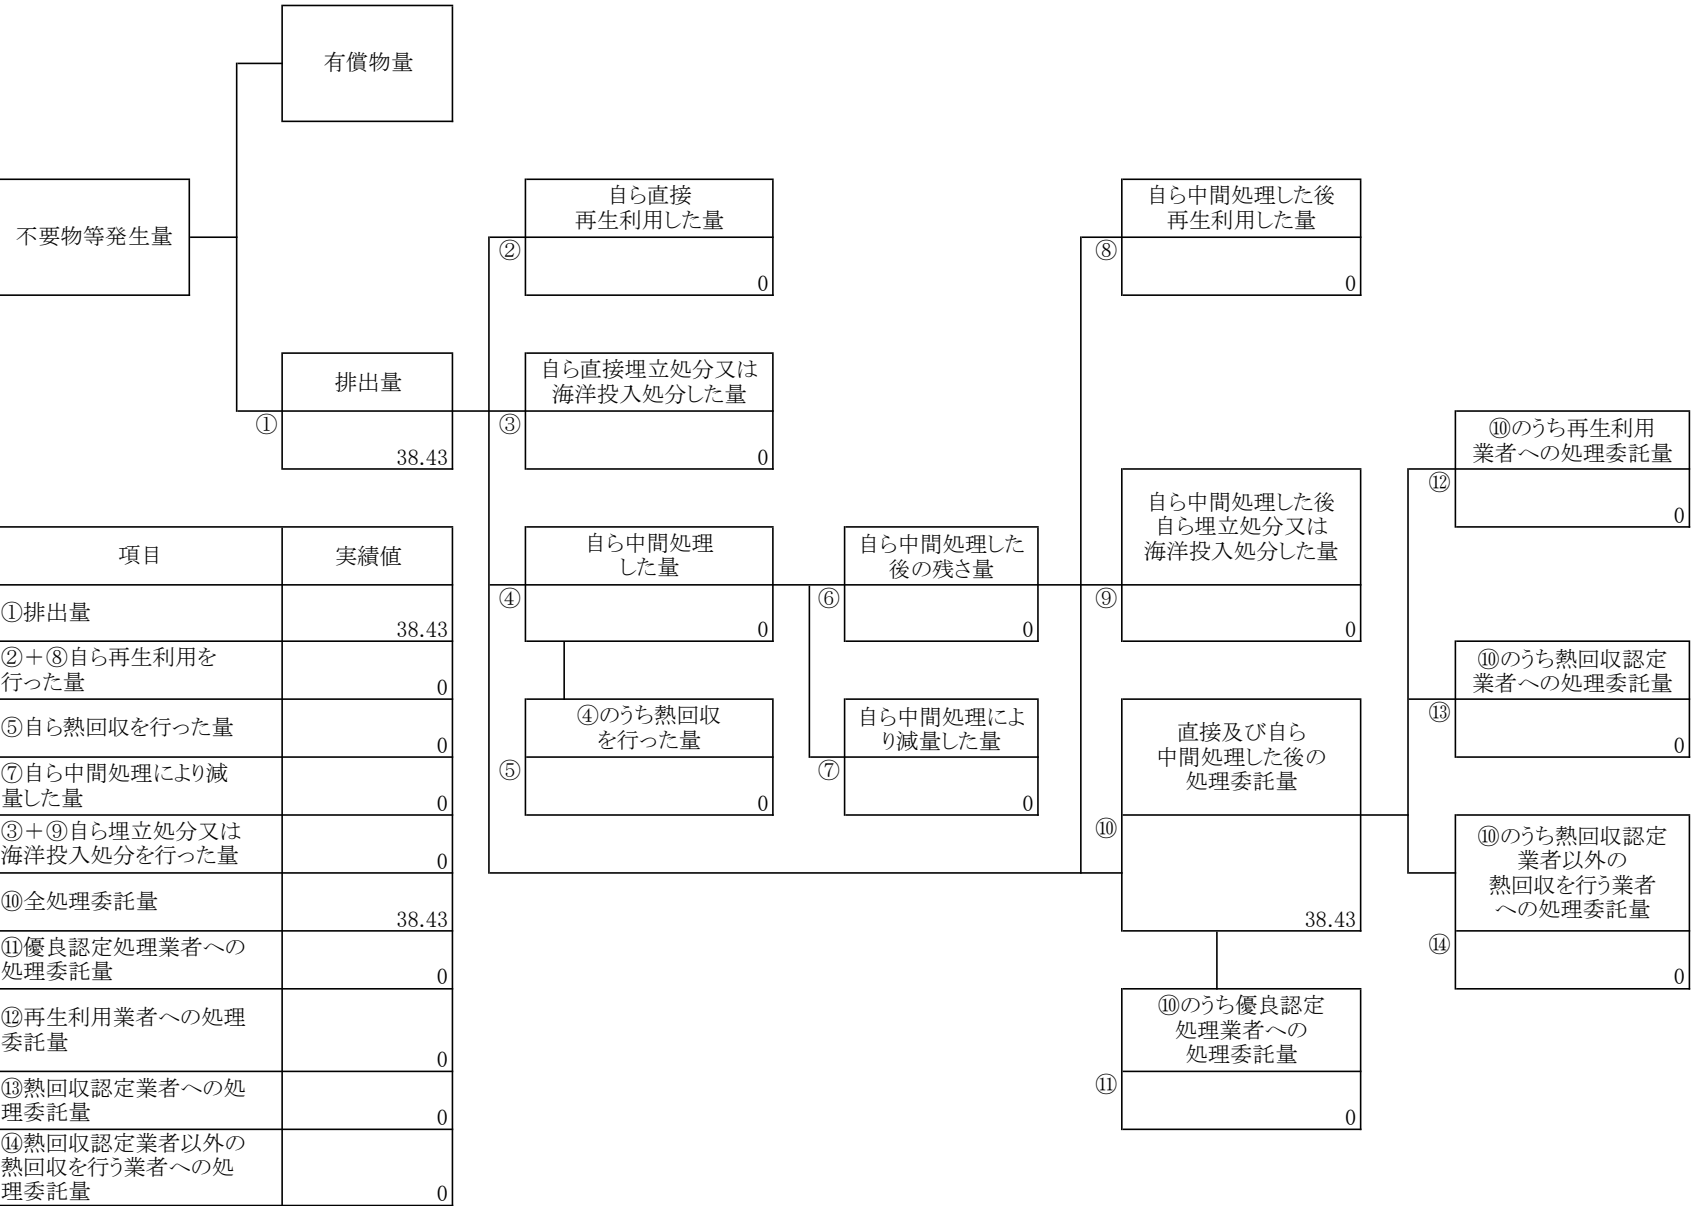 有償物量
不要物等発生量
自ら直接
再生利用した量
②
0
自ら中間処理した後
再生利用した量
⑧
0
排出量
①
38.43
自ら直接埋立処分又は
海洋投入処分した量
③
0
⑩のうち再生利用
業者への処理委託量
⑫
0
自ら中間処理した後
自ら埋立処分又は
海洋投入処分した量
⑨
0
自ら中間処理
した量
④
0
自ら中間処理した
後の残さ量
⑥
0
⑩のうち熱回収認定
業者への処理委託量
⑬
0
④のうち熱回収
を行った量
⑤
0
自ら中間処理によ
り減量した量
⑦
0
直接及び自ら
中間処理した後の
処理委託量
⑩
38.43
⑩のうち熱回収認定
業者以外の
熱回収を行う業者
への処理委託量
⑭
0
⑩のうち優良認定
処理業者への
処理委託量
⑪
0
項目 実績値
①排出量
38.43
②＋⑧自ら再生利用を
行った量
0
⑤自ら熱回収を行った量
0
⑦自ら中間処理により減
量した量
0
③＋⑨自ら埋立処分又は
海洋投入処分を行った量
0
⑩全処理委託量
38.43
⑪優良認定処理業者への
処理委託量
0
⑫再生利用業者への処理
委託量
0
⑬熱回収認定業者への処
理委託量
0
⑭熱回収認定業者以外の
熱回収を行う業者への処
理委託量
0